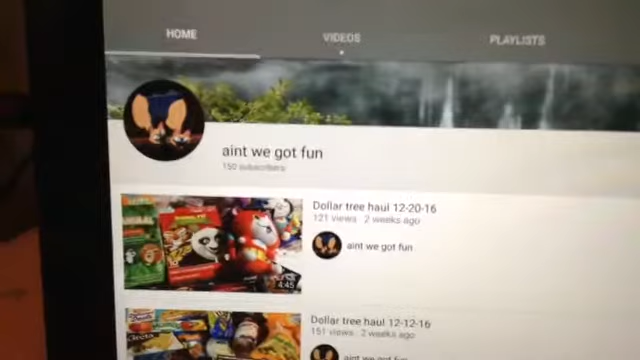 HOME
VIDEOS
PLAYLISTS
aint we got fun
150 subscribers
Dollar tree haul 12-20-16
121 views · 2 weeks ago
aint we got fun
4:45
Dollar tree haul 12-12-16
151 views · 2 weeks ago
aint we got fun